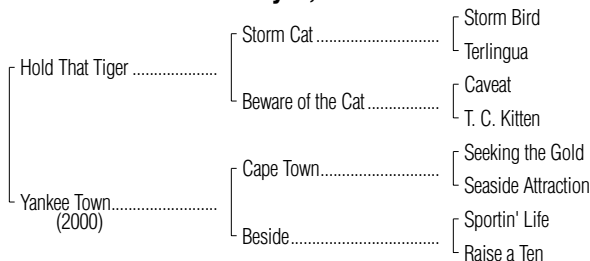 Storm Bird
Storm Cat
Terlingua
Hold That Tiger
Caveat
Beware of the Cat
T. C. Kitten
Seeking the Gold
Cape Town
Seaside Attraction
Yankee Town
(2000)
Sportin' Life
Beside
Raise a Ten